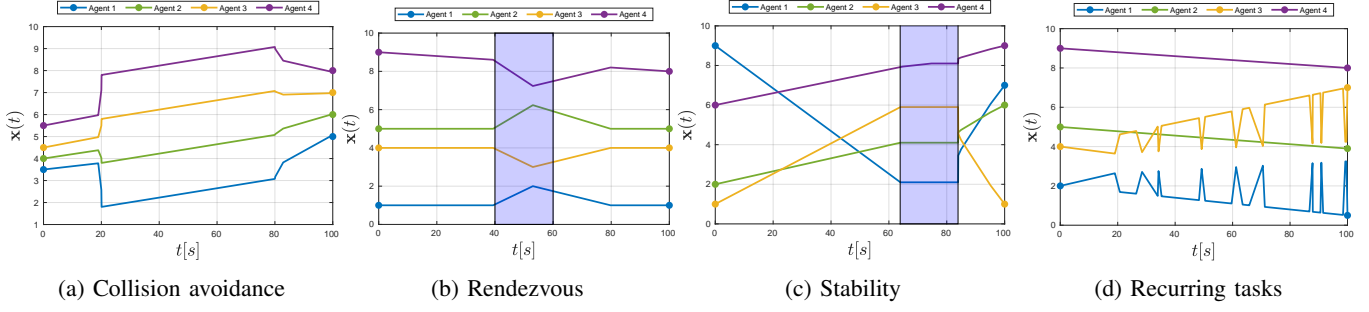 Agent 1 Agent 2 Agent 3 Agent 4
10
9
8
7
6
5
4
3
2
1
x(t)
0 20 40 60 80 100
t[s]
(a) Collision avoidance
Agent 1 Agent 2 Agent 3 Agent 4
10
8
6
4
2
0
x(t)
0 20 40 60 80 100
t[s]
(b) Rendezvous
Agent 1 Agent 2 Agent 3 Agent 4
10
8
6
4
2
0
x(t)
0 20 40 60 80 100
t[s]
(c) Stability
Agent 1 Agent 2 Agent 3 Agent 4
10
8
6
4
2
0
x(t)
0 20 40 60 80 100
t[s]
(d) Recurring tasks